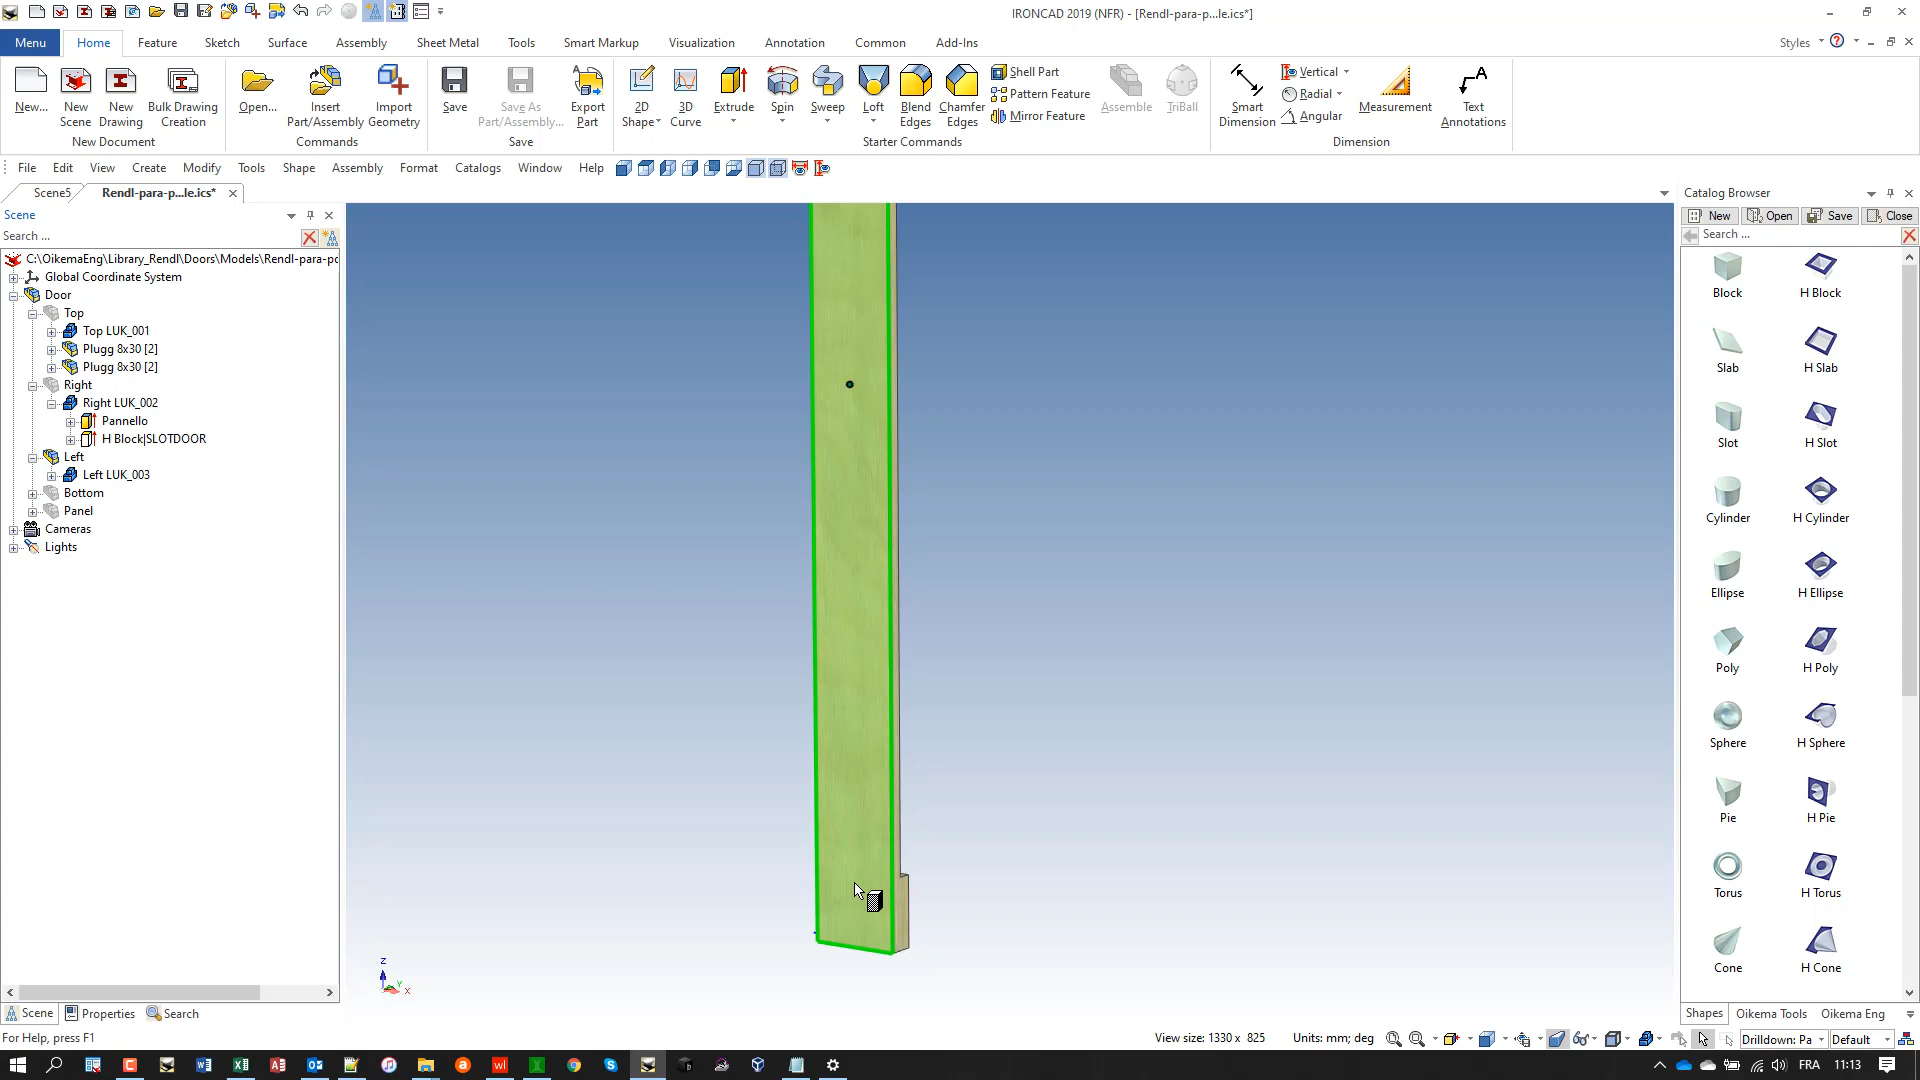 IRONCAD 2019 (NFR) - [Rendl-para-p...le.ics*]
Menu Home Feature Sketch Surface Assembly Sheet Metal Tools Smart Markup Visualization Annotation Common Add-Ins Styles
New... New Scene New Drawing Bulk Drawing Creation Open... Insert Part/Assembly Import Geometry Save Save As Part/Assembly... Export Part 2D Shape 3D Curve Extrude Spin Sweep Loft Blend Edges Chamfer Edges Shell Part Pattern Feature Mirror Feature Assemble TriBall Smart Dimension Vertical Radial Angular Measurement Text Annotations
New Document Commands Save Starter Commands Dimension
File Edit View Create Modify Tools Shape Assembly Format Catalogs Window Help
Scene5 Rendl-para-p...le.ics*
Scene
Search ...
C:\OikemaEng\Library_Rendl\Doors\Models\Rendl-para-po
Global Coordinate System
Door
Top
Top LUK_001
Plugg 8x30 [2]
Plugg 8x30 [2]
Right
Right LUK_002
Pannello
H Block|SLOTDOOR
Left
Left LUK_003
Bottom
Panel
Cameras
Lights
Scene Properties Search
z
Y
x
Catalog Browser
New Open Save Close
Search ...
Block H Block
Slab H Slab
Slot H Slot
Cylinder H Cylinder
Ellipse H Ellipse
Poly H Poly
Sphere H Sphere
Pie H Pie
Torus H Torus
Cone H Cone
Shapes Oikema Tools Oikema Eng
For Help, press F1 View size: 1330 x 825 Units: mm; deg Drilldown: Pa Default
FRA 11:13